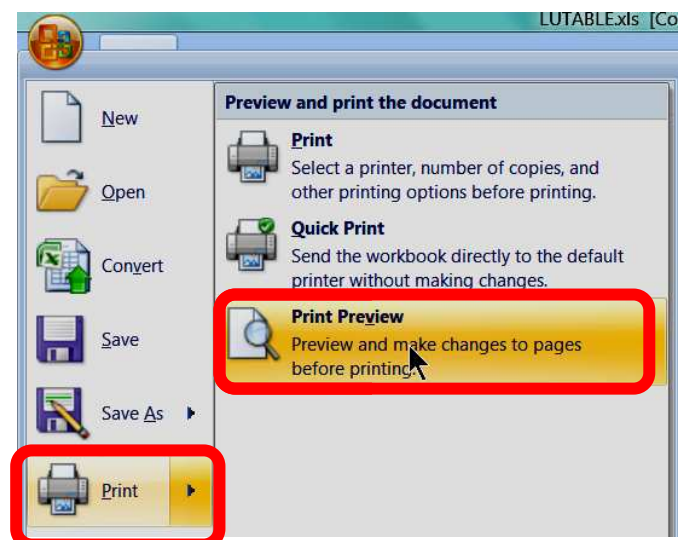 LUTABLE.xls [Co
New
Open
Convert
Save
Save As
Print
Preview and print the document
Print
Select a printer, number of copies, and
other printing options before printing.
Quick Print
Send the workbook directly to the default
printer without making changes.
Print Preview
Preview and make changes to pages
before printing.